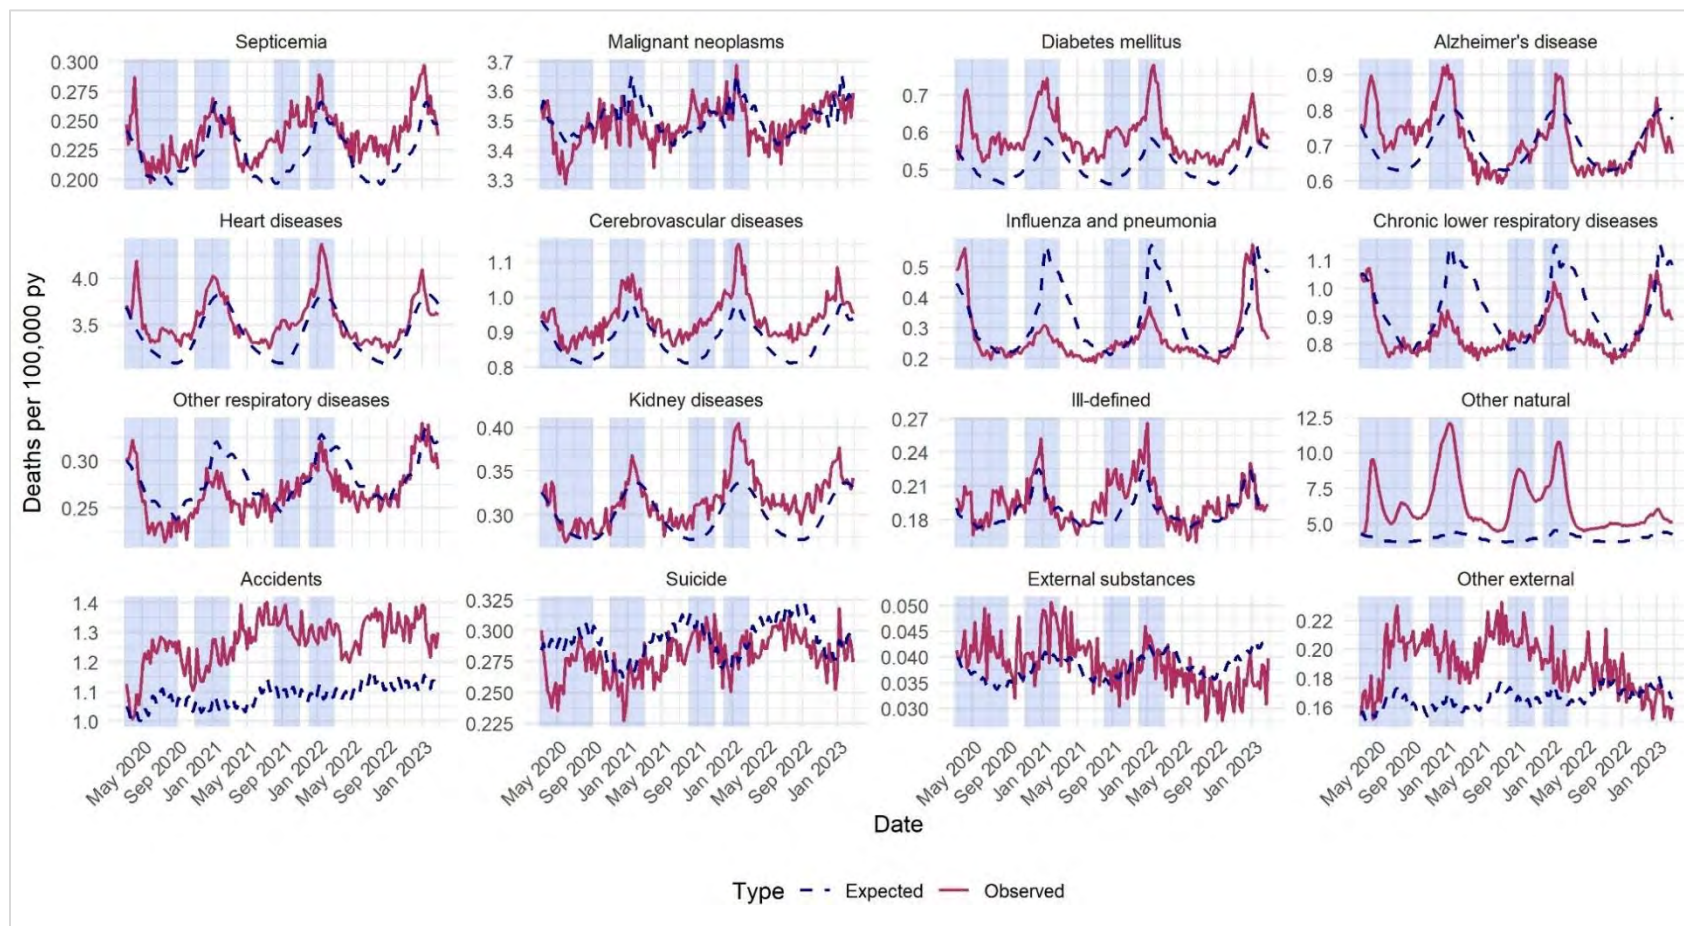 Septicemia
Malignant neoplasms
Diabetes mellitus
Alzheimer's disease
0.300
0.275
0.250
0.225
0.200
3.7
3.6
3.5
3.4
3.3
0.7
0.6
0.5
0.9
0.8
0.7
0.6
Heart diseases
Cerebrovascular diseases
Influenza and pneumonia
Chronic lower respiratory diseases
4.0
3.5
1.1
1.0
0.9
0.8
0.5
0.4
0.3
0.2
1.1
1.0
0.9
0.8
Other respiratory diseases
Kidney diseases
Ill-defined
Other natural
0.30
0.25
0.40
0.35
0.30
0.27
0.24
0.21
0.18
12.5
10.0
7.5
5.0
Accidents
Suicide
External substances
Other external
1.4
1.3
1.2
1.1
1.0
0.325
0.300
0.275
0.250
0.225
0.050
0.045
0.040
0.035
0.030
0.22
0.20
0.18
0.16
Deaths per 100,000 py
May 2020
Sep 2020
Jan 2021
May 2021
Sep 2021
Jan 2022
May 2022
Sep 2022
Jan 2023
May 2020
Sep 2020
Jan 2021
May 2021
Sep 2021
Jan 2022
May 2022
Sep 2022
Jan 2023
May 2020
Sep 2020
Jan 2021
May 2021
Sep 2021
Jan 2022
May 2022
Sep 2022
Jan 2023
May 2020
Sep 2020
Jan 2021
May 2021
Sep 2021
Jan 2022
May 2022
Sep 2022
Jan 2023
Date
Type Expected Observed